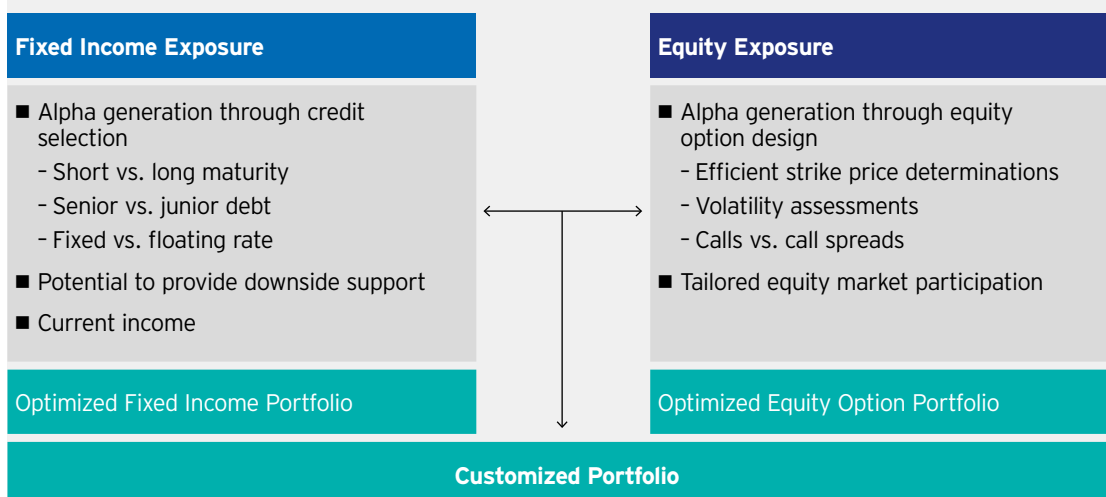 Fixed Income Exposure
■ Alpha generation through credit
selection
- Short vs. long maturity
- Senior vs. junior debt
- Fixed vs. floating rate
■ Potential to provide downside support
■ Current income
Optimized Fixed Income Portfolio
Equity Exposure
■ Alpha generation through equity
option design
- Efficient strike price determinations
- Volatility assessments
- Calls vs. call spreads
■ Tailored equity market participation
Optimized Equity Option Portfolio
Customized Portfolio